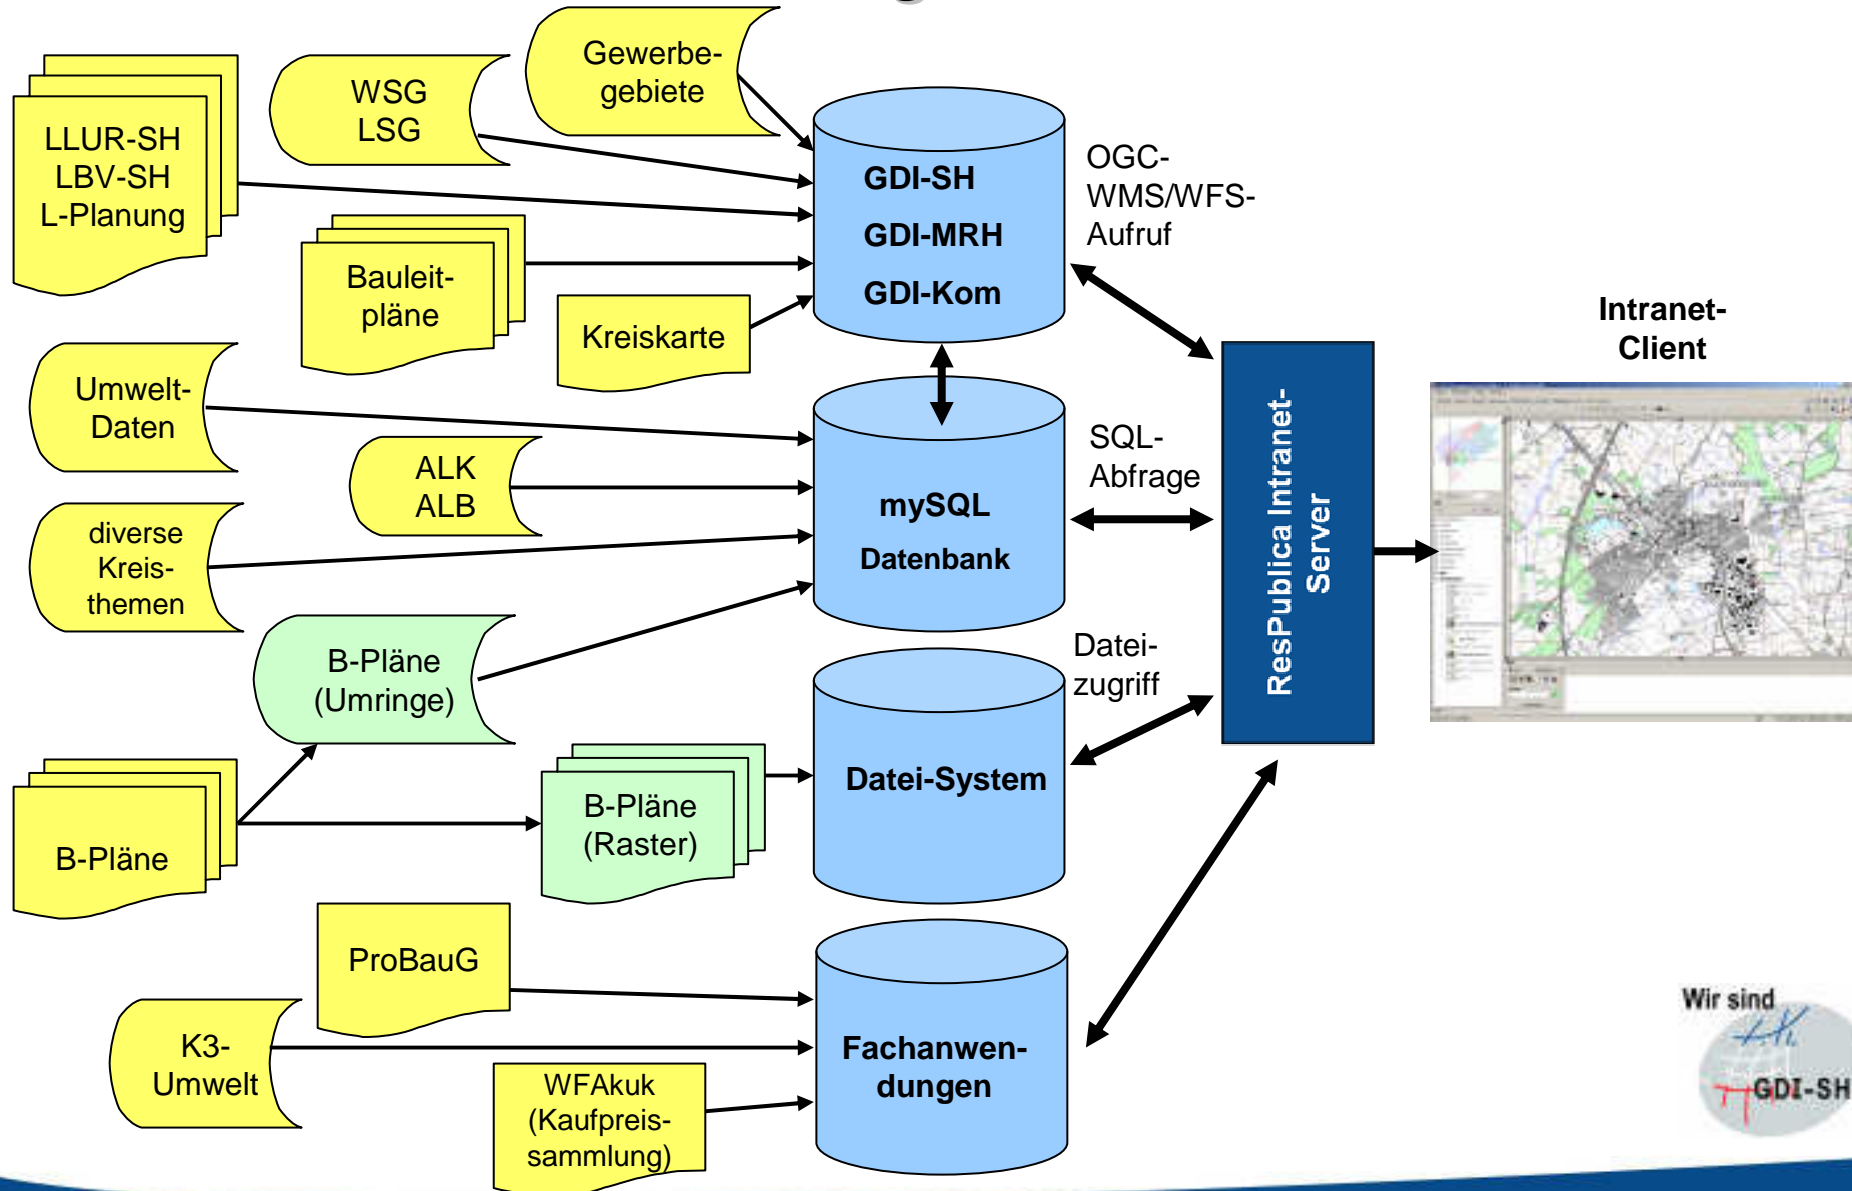 Gewerbe-
gebiete
WSG
LSG
LLUR-SH
LBV-SH
L-Planung
Bauleit-
pläne
Kreiskarte
GDI-SH
GDI-MRH
GDI-Kom
OGC-
WMS/WFS-
Aufruf
Intranet-
Client
Umwelt-
Daten
ALK
ALB
diverse
Kreis-
themen
mySQL
Datenbank
SQL-
Abfrage
ResPublica Intranet-
Server
B-Pläne
(Umringe)
Datei-
zugriff
B-Pläne
B-Pläne
(Raster)
Datei-System
ProBauG
K3-
Umwelt
WFAkuk
(Kaufpreis-
sammlung)
Fachanwen-
dungen
Wir sind
GDI-SH